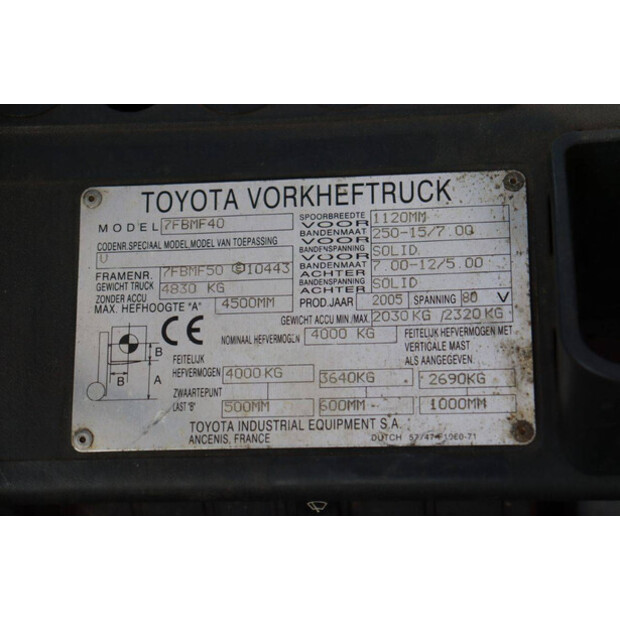 TOYOTA VORKHEFTRUCK
MODEL 7FBMF40
CODENR.SPECIAAL MODEL.MODEL VAN TOEPASSING
U
FRAMENR. 7FBMF50 E 10443
GEWICHT TRUCK 4830 KG
ZONDER ACCU
MAX. HEFHOOGTE "A" 4500MM
SPOORBREEDTE VOOR 1120MM
BANDENMAAT VOOR 250-15/7.00
BANDENSPANNING VOOR SOLID
BANDENMAAT ACHTER 7.00-12/5.00
BANDENSPANNING ACHTER SOLID
PROD.JAAR 2005 SPANNING 80 V
GEWICHT ACCU MIN./MAX. 2030 KG / 2320 KG
CE
NOMINAAL HEFVERMOGEN 4000 KG
FEITELIJK HEFVERMOGEN MET
VERTICALE MAST
ALS AANGEGEVEN.
B
B
A
FEITELIJK
HEFVERMOGEN 4000 KG 3640KG 2690KG
ZWAARTEPUNT
LAST "B" 500MM 600MM 1000MM
TOYOTA INDUSTRIAL EQUIPMENT S.A.
ANCENIS, FRANCE
DUTCH